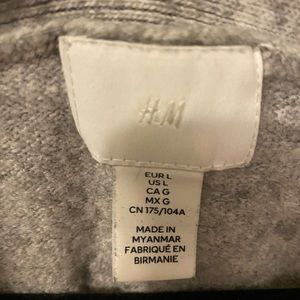 H&M
EUR L
US L
CA G
MX G
CN 175/104A
MADE IN
MYANMAR
FABRIQUÉ EN
BIRMANIE